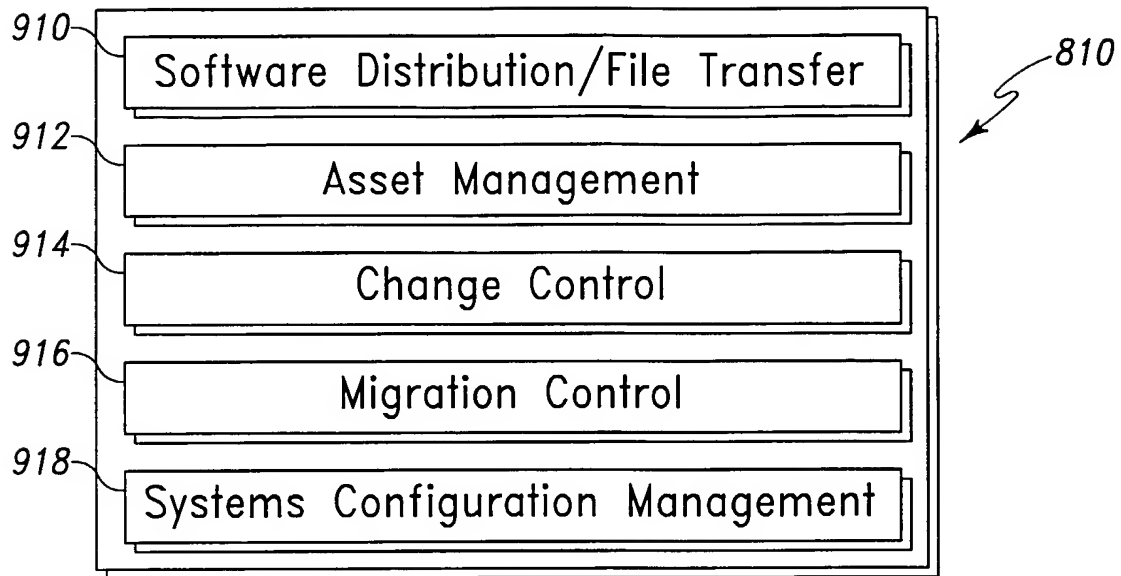 910 Software Distribution/File Transfer
810
912 Asset Management
914 Change Control
916 Migration Control
918 Systems Configuration Management